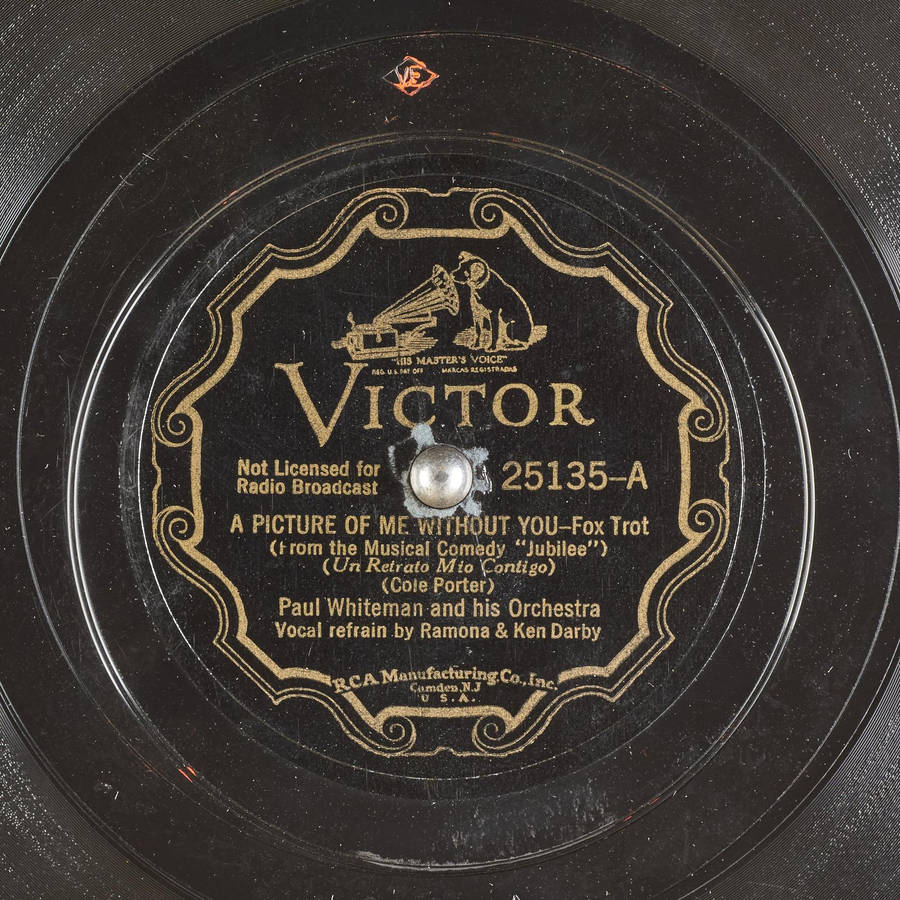 VE
"HIS MASTER'S VOICE"
REG. U.S. PAT OFF MARCAS REGISTRADAS
VICTOR
Not Licensed for
Radio Broadcast
25135-A
A PICTURE OF ME WITHOUT YOU-Fox Trot
(From the Musical Comedy "Jubilee")
(Un Retrato Mio Contigo)
(Cole Porter)
Paul Whiteman and his Orchestra
Vocal refrain by Ramona & Ken Darby
RCA Manufacturing Co., Inc.
Camden, N.J
U. S. A.